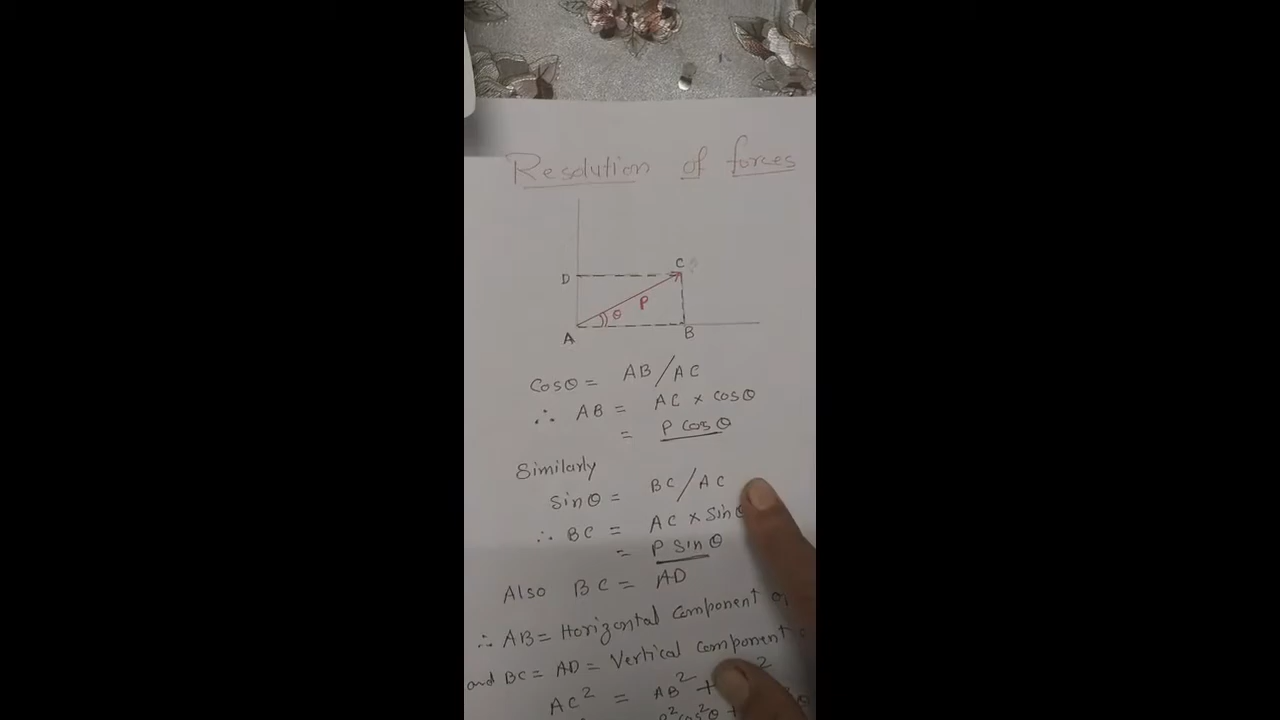 Resolution of forces
D
C
P
θ
A
B
Cosθ = AB/AC
∴ AB = AC × cosθ
= P cosθ
Similarly
Sinθ = BC/AC
∴ BC = AC × Sinθ
= P Sinθ
Also BC = AD
∴ AB = Horizontal Component
and BC = AD = Vertical Component
AC² = AB² +